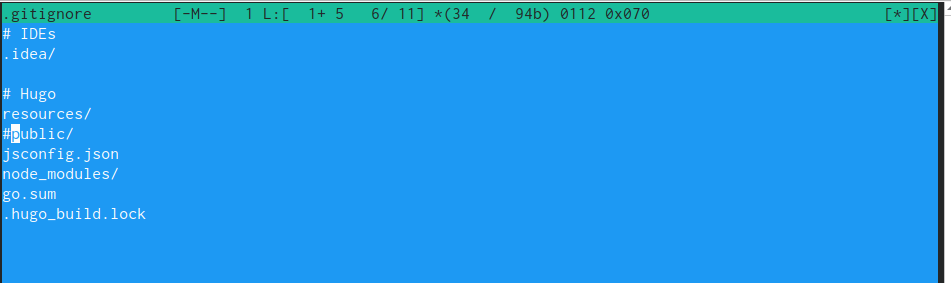 .gitignore [-M--] 1 L:[ 1+ 5 6/ 11] *(34 / 94b) 0112 0x070 [*][X]
# IDEs
.idea/

# Hugo
resources/
#public/
jsconfig.json
node_modules/
go.sum
.hugo_build.lock